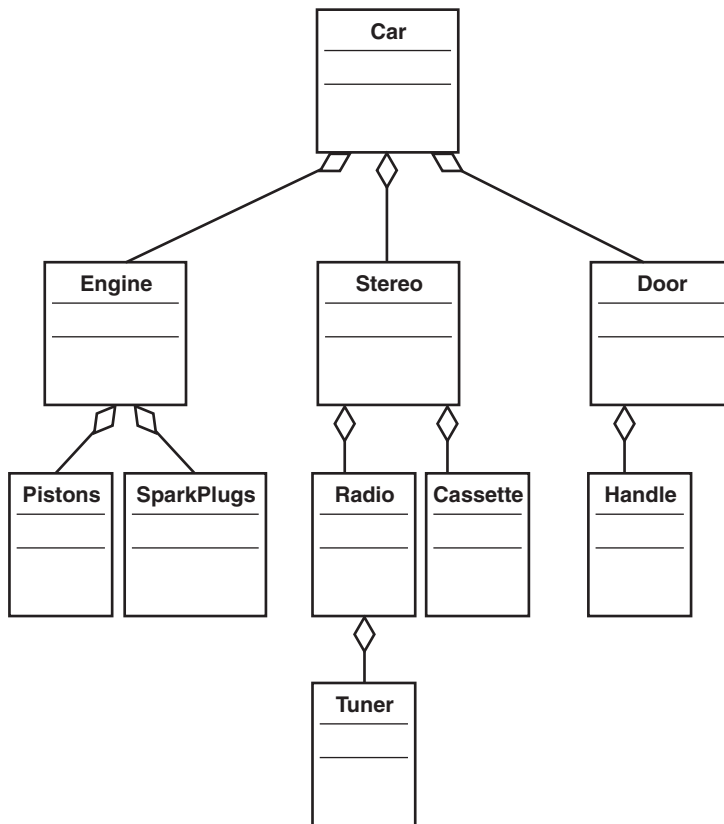 Car
Engine
Stereo
Door
Pistons
SparkPlugs
Radio
Cassette
Handle
Tuner